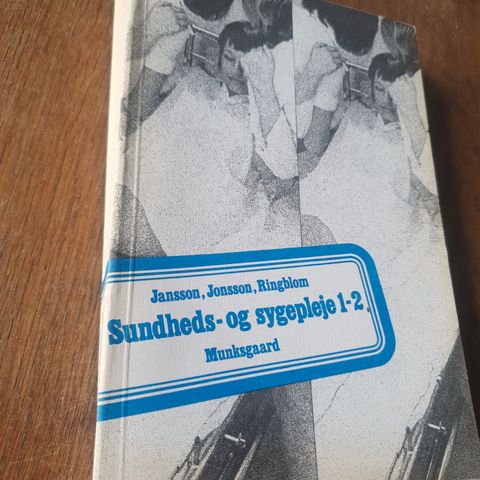 Jansson, Jonsson, Ringblom
Sundheds- og sygepleje 1-2.
Munksgaard